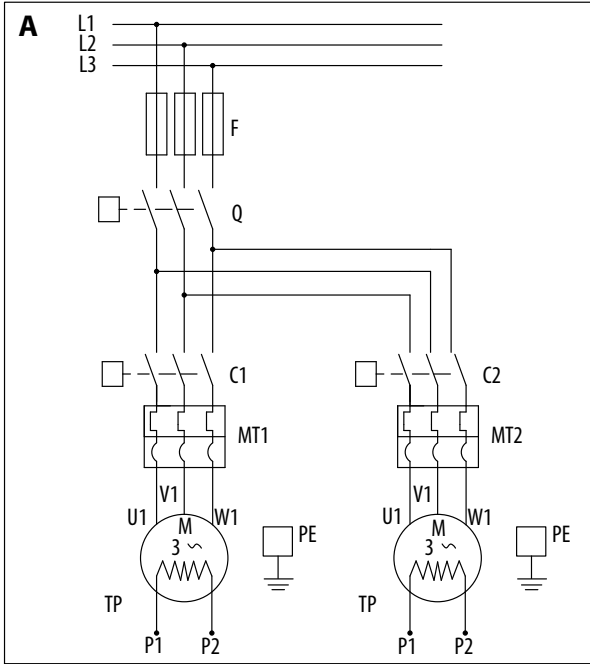 A
L1
L2
L3
F
Q
C1 C2
MT1 MT2
V1 V1
U1 W1 U1 W1
M M
PE PE
3 ~ 3 ~
TP TP
P1 P2 P1 P2